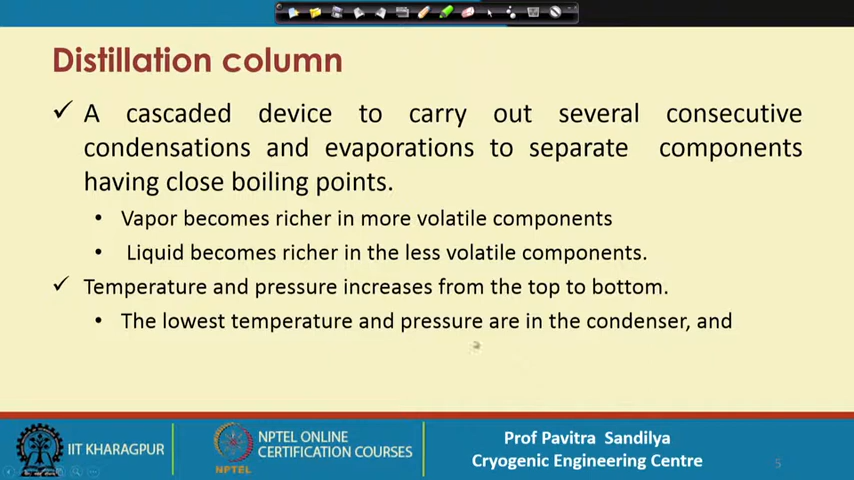 Distillation column
✓ A cascaded device to carry out several consecutive
condensations and evaporations to separate components
having close boiling points.
• Vapor becomes richer in more volatile components
• Liquid becomes richer in the less volatile components.
✓ Temperature and pressure increases from the top to bottom.
• The lowest temperature and pressure are in the condenser, and
IIT KHARAGPUR
NPTEL
NPTEL ONLINE
CERTIFICATION COURSES
Prof Pavitra Sandilya
Cryogenic Engineering Centre
5